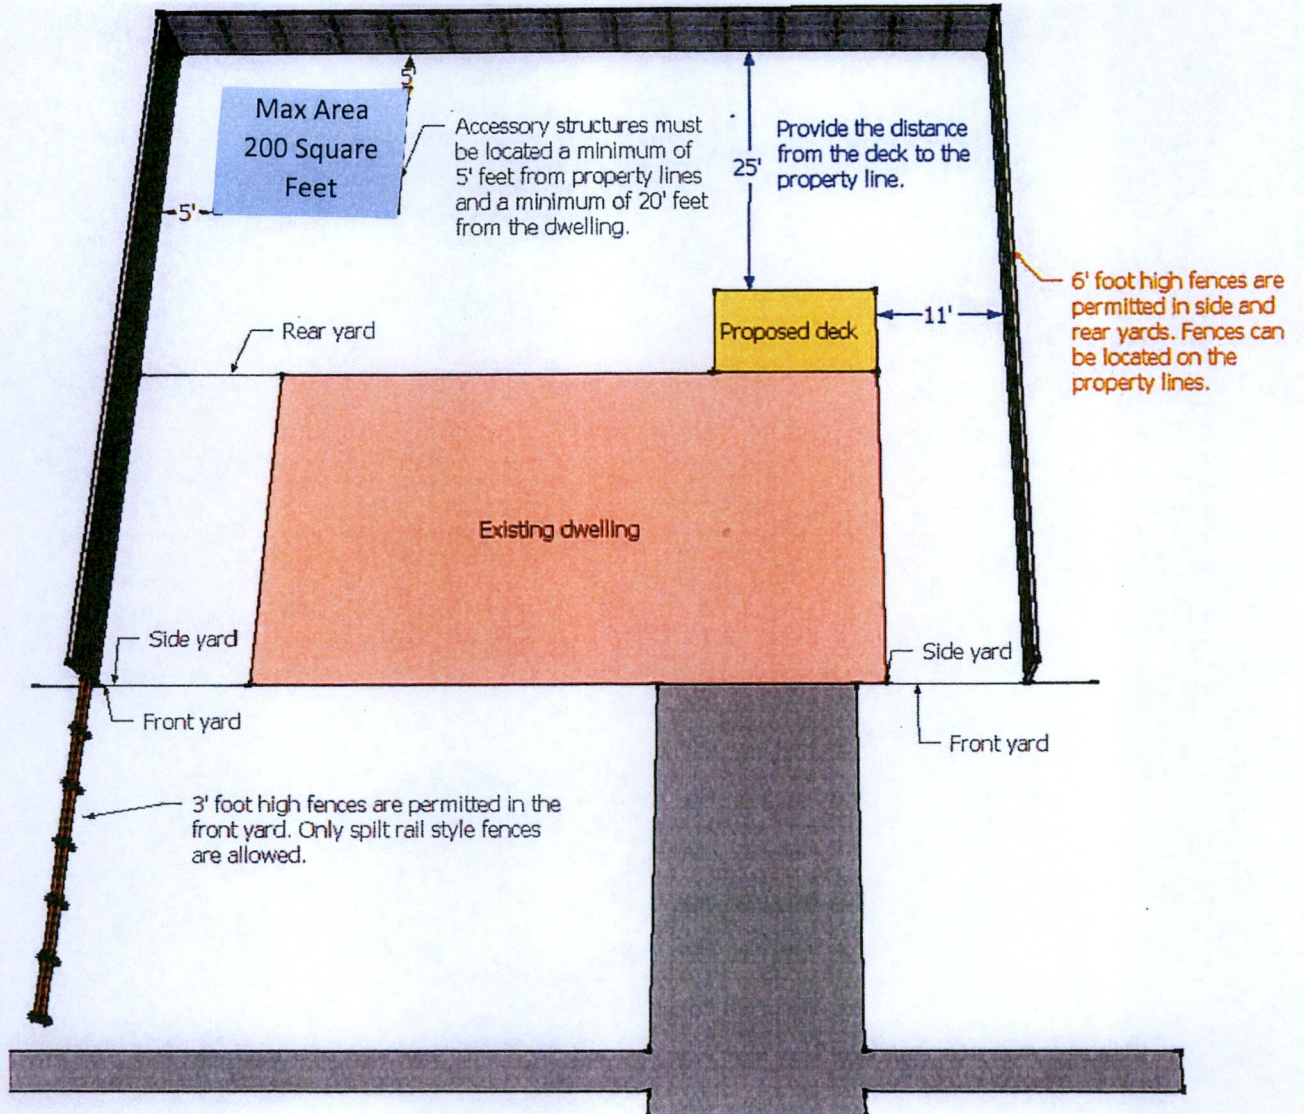 5'
Max Area
200 Square
Feet
5'
Accessory structures must
be located a minimum of
5' feet from property lines
and a minimum of 20' feet
from the dwelling.
25'
Provide the distance
from the deck to the
property line.
6' foot high fences are
permitted in side and
rear yards. Fences can
be located on the
property lines.
11'
Rear yard
Proposed deck
Existing dwelling
Side yard
Side yard
Front yard
Front yard
3' foot high fences are permitted in the
front yard. Only spilt rail style fences
are allowed.